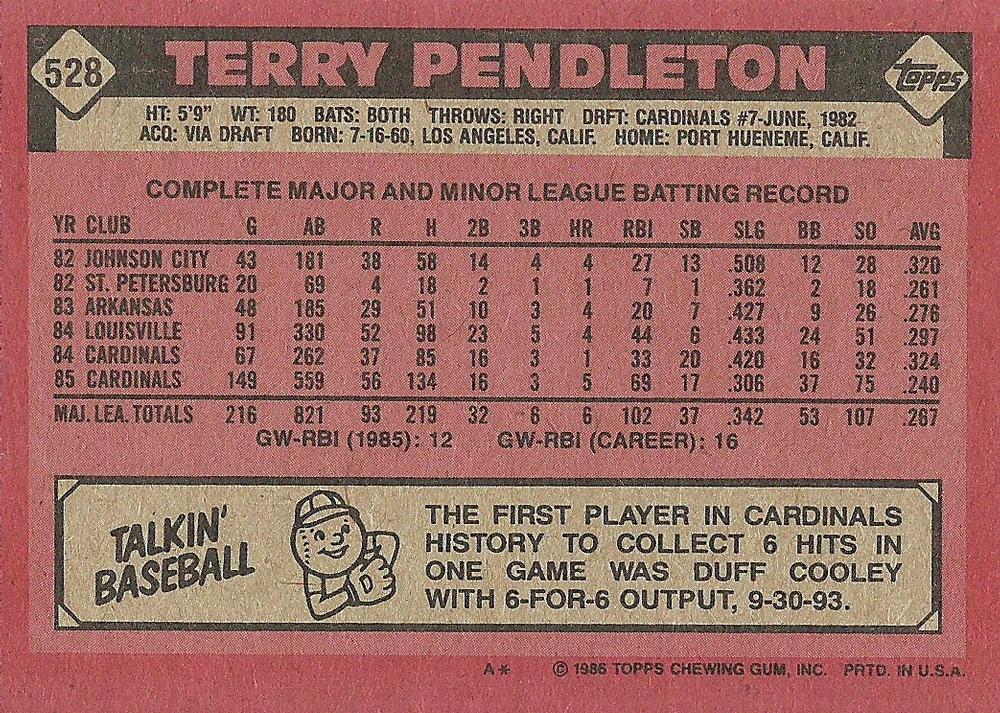 528 TERRY PENDLETON topps
HT: 5'9" WT: 180 BATS: BOTH THROWS: RIGHT DRFT: CARDINALS #7-JUNE, 1982
ACQ: VIA DRAFT BORN: 7-16-60, LOS ANGELES, CALIF. HOME: PORT HUENEME, CALIF.
COMPLETE MAJOR AND MINOR LEAGUE BATTING RECORD
YR CLUB G AB R H 2B 3B HR RBI SB SLG BB SO AVG
82 JOHNSON CITY 43 181 38 58 14 4 4 27 13 .508 12 28 .320
82 ST. PETERSBURG 20 69 4 18 2 1 1 7 1 .362 2 18 .261
83 ARKANSAS 48 185 29 51 10 3 4 20 7 .427 9 26 .276
84 LOUISVILLE 91 330 52 98 23 5 4 44 6 .433 24 51 .297
84 CARDINALS 67 262 37 85 16 3 1 33 20 .420 16 32 .324
85 CARDINALS 149 559 56 134 16 3 5 69 17 .306 37 75 .240
MAJ. LEA. TOTALS 216 821 93 219 32 6 6 102 37 .342 53 107 .267
GW-RBI (1985): 12 GW-RBI (CAREER): 16
TALKIN'
BASEBALL
D
THE FIRST PLAYER IN CARDINALS
HISTORY TO COLLECT 6 HITS IN
ONE GAME WAS DUFF COOLEY
WITH 6-FOR-6 OUTPUT, 9-30-93.
A* © 1986 TOPPS CHEWING GUM, INC. PRTD. IN U.S.A.